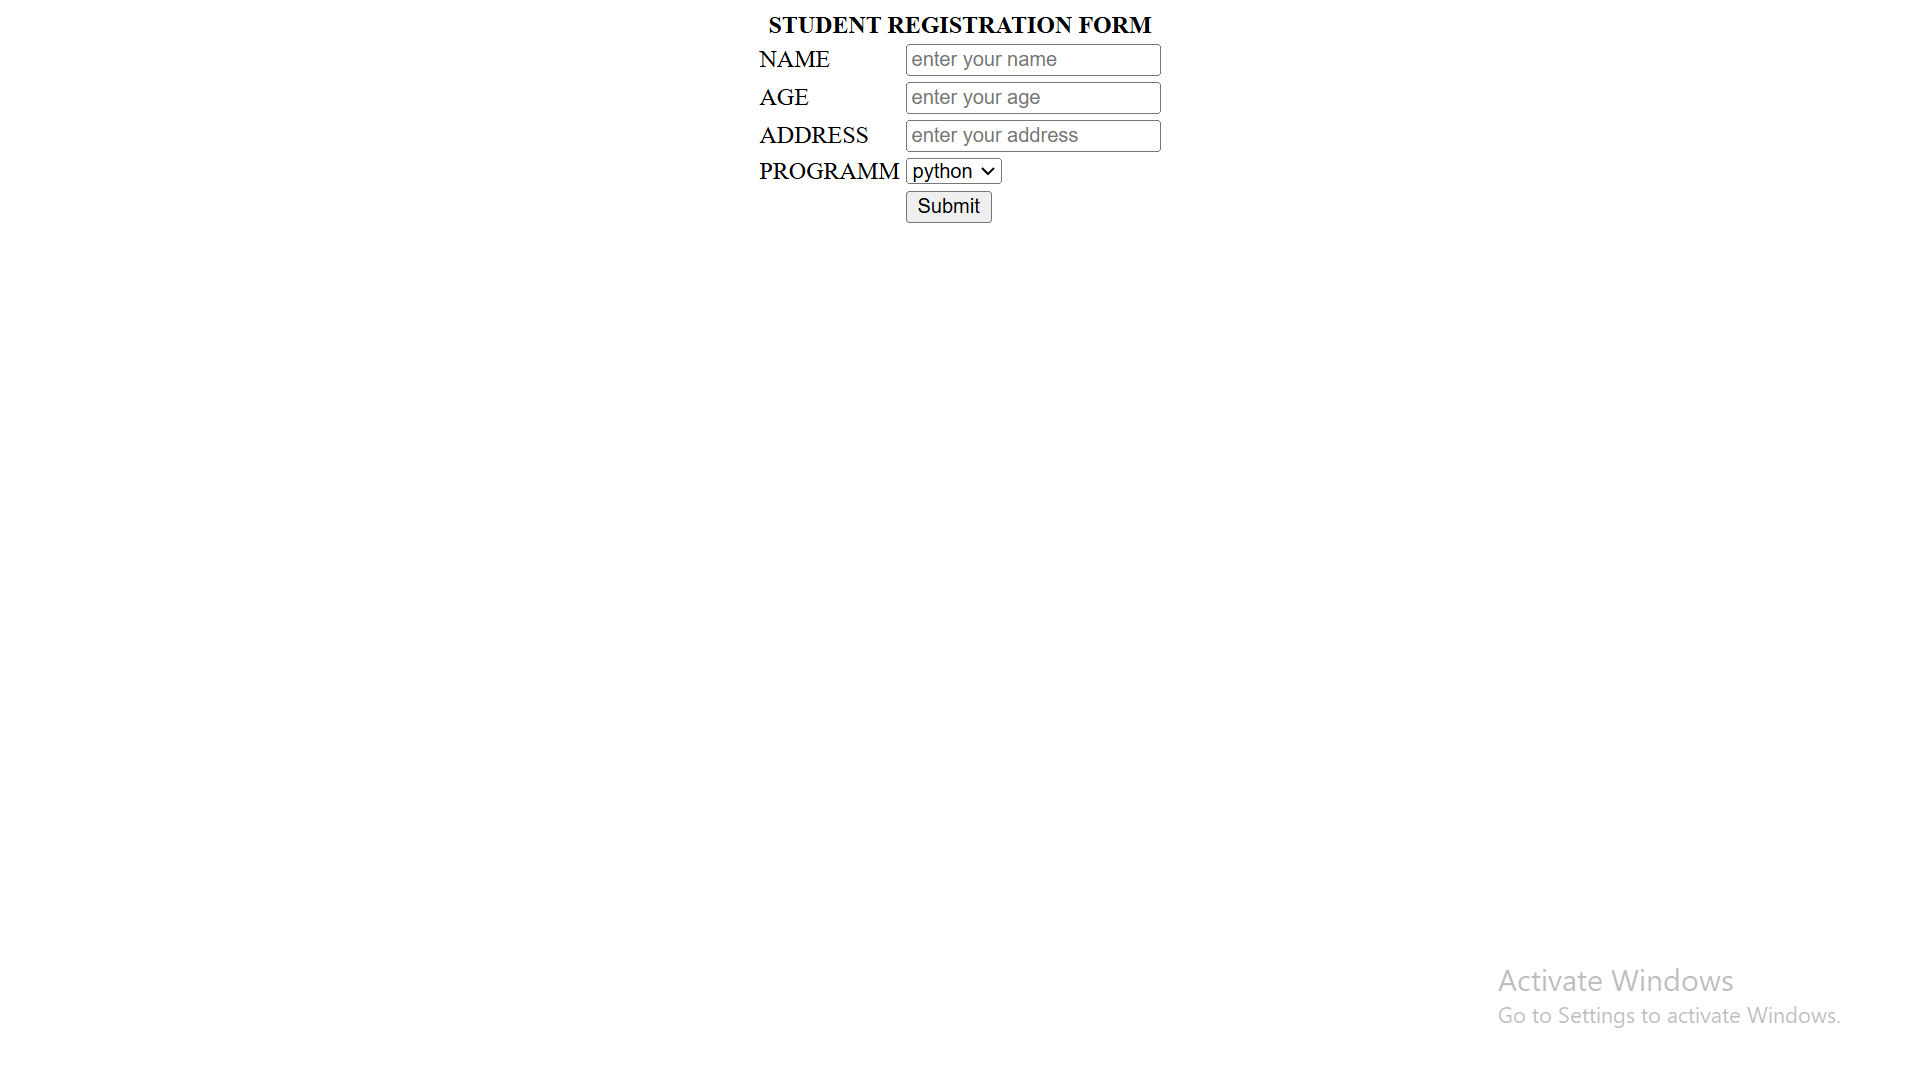 STUDENT REGISTRATION FORM
NAME enter your name
AGE enter your age
ADDRESS enter your address
PROGRAMM python
Submit
Activate Windows
Go to Settings to activate Windows.